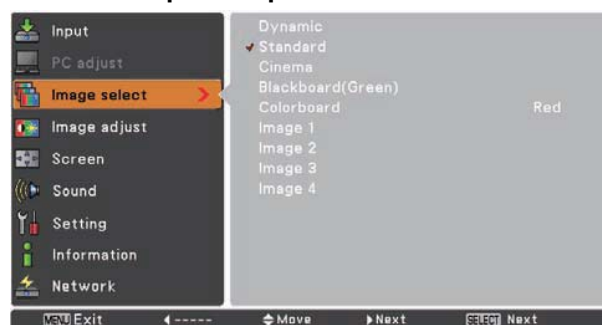 Input
PC adjust
Image select
Image adjust
Screen
Sound
Setting
Information
Network
Dynamic
Standard
Cinema
Blackboard(Green)
Colorboard Red
Image 1
Image 2
Image 3
Image 4
MENU Exit ----- Move Next SELECT Next